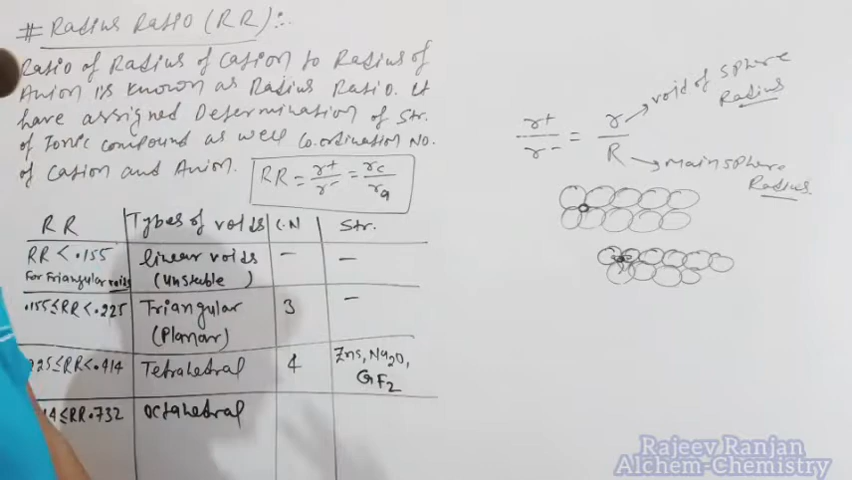 # Radius Ratio (RR):-
Ratio of Radius of Cation to Radius of
Anion is known as Radius Ratio. It
have assigned Determination of Str.
of Ionic compound as well Co.ordination No.
of Cation and Anion.
RR = r+/r- = rc/ra
RR Types of voids C.N Str.
RR < .155 linear voids – –
For Triangular voids (Unstable )
.155≤RR<.225 Triangular 3 –
(Planar)
25≤RR<.414 Tetrahedral 4 ZnS, Na2O,
GF2
4≤RR.732 Octahedral
r+/r- = r/R
void of sphere
Radius
main sphere
Radius.
Rajeev Ranjan
Alchem-Chemistry